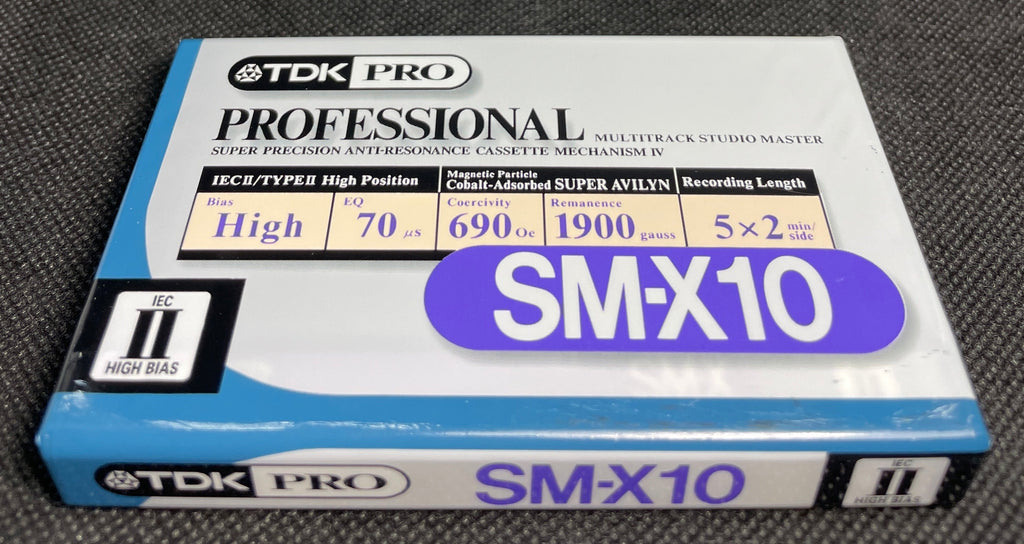 TDK PRO
PROFESSIONAL MULTITRACK STUDIO MASTER
SUPER PRECISION ANTI-RESONANCE CASSETTE MECHANISM IV
IECII/TYPEII High Position
Magnetic Particle
Cobalt-Adsorbed SUPER AVILYN
Recording Length
Bias
High
EQ
70 μs
Coercivity
690 Oe
Remanence
1900 gauss
5×2 min/side
SM-X10
IEC
II
HIGH BIAS
TDK PRO
SM-X10
IEC
II
HIGH BIAS